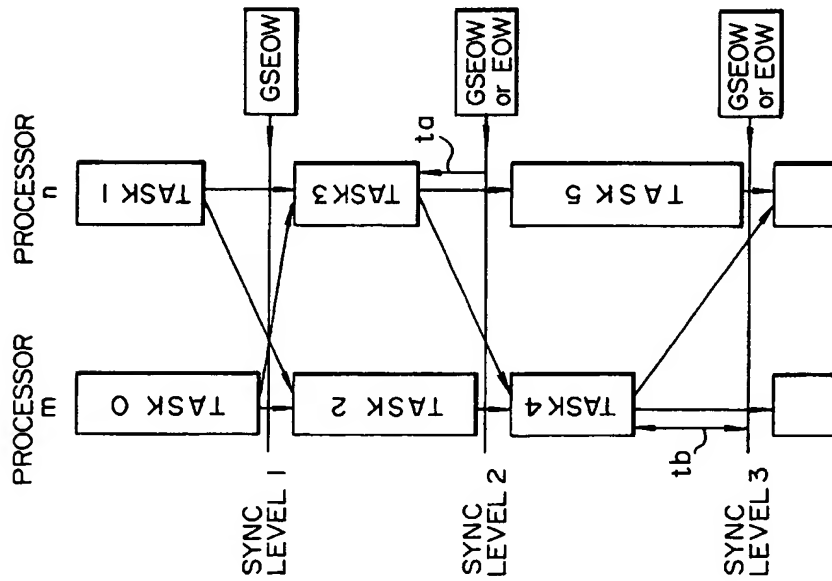 PROCESSOR
m
PROCESSOR
n
TASK 0
TASK 1
SYNC
LEVEL 1
GSEOW
TASK 2
TASK 3
ta
SYNC
LEVEL 2
GSEOW
or EOW
TASK 4
TASK 5
tb
SYNC
LEVEL 3
GSEOW
or EOW